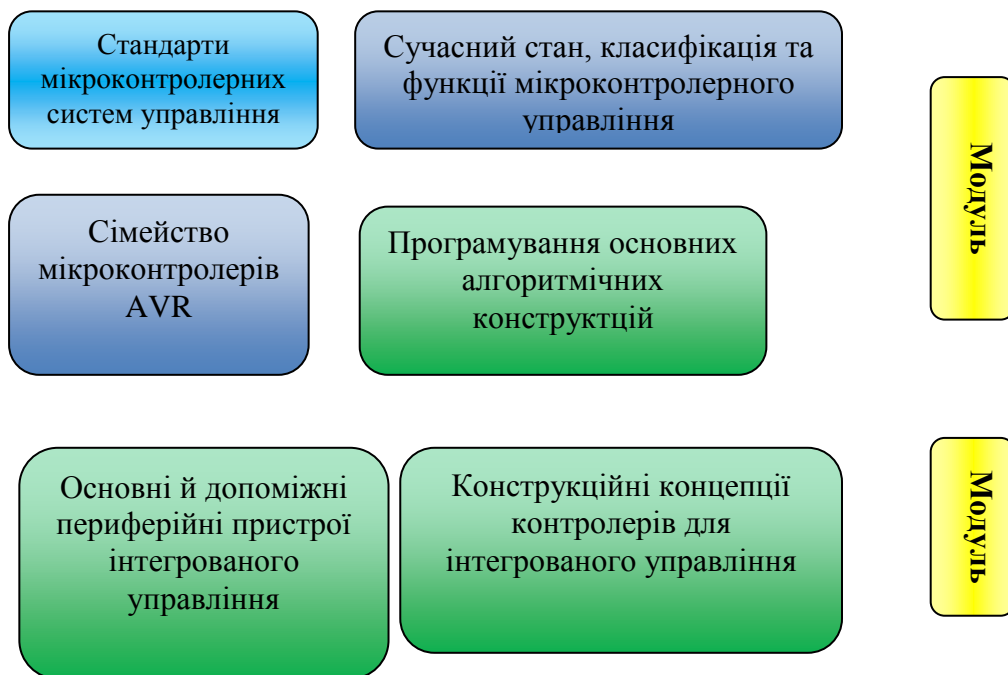 Стандарти
мікроконтролерних
систем управління
Сучасний стан, класифікація та
функції мікроконтролерного
управління
Модуль
Сімейство
мікроконтролерів
AVR
Програмування основних
алгоритмічних
конструктцій
Основні й допоміжні
периферійні пристрої
інтегрованого
управління
Конструкційні концепції
контролерів для
інтегрованого управління
Модуль